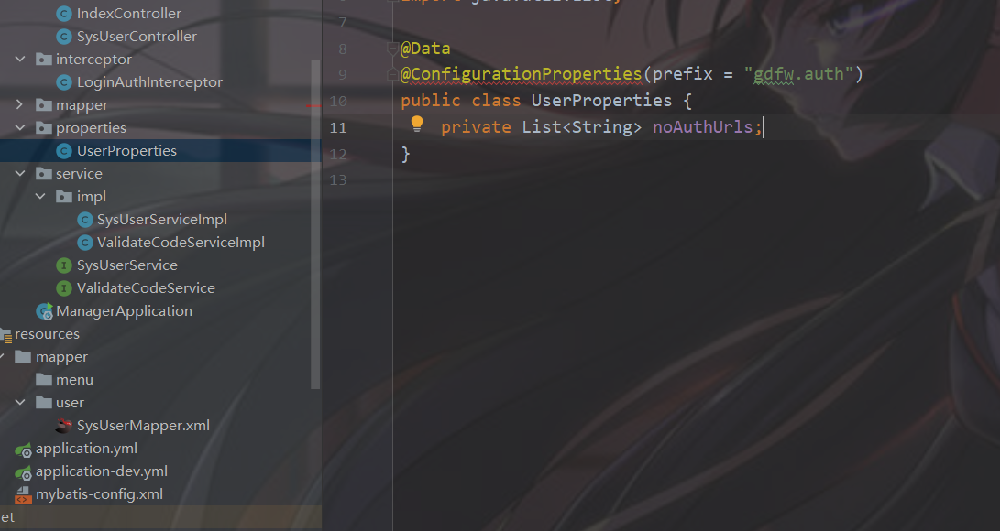 IndexController
SysUserController
interceptor
LoginAuthInterceptor
mapper
properties
UserProperties
service
impl
SysUserServiceImpl
ValidateCodeServiceImpl
SysUserService
ValidateCodeService
ManagerApplication
resources
mapper
menu
user
SysUserMapper.xml
application.yml
application-dev.yml
mybatis-config.xml
et
7
8 @Data
9 @ConfigurationProperties(prefix = "gdfw.auth")
10 public class UserProperties {
11 private List<String> noAuthUrls;
12 }
13